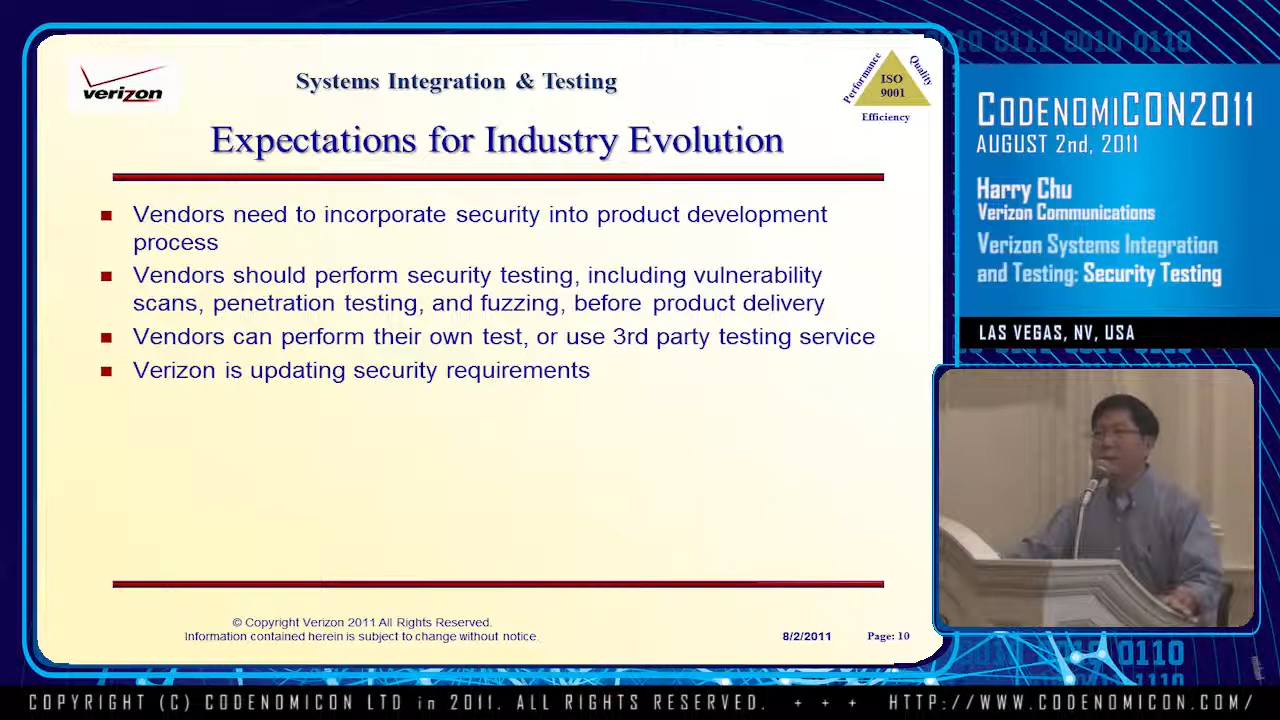 verizon
Systems Integration & Testing
Performance
Quality
ISO
9001
Efficiency
Expectations for Industry Evolution
Vendors need to incorporate security into product development
process
Vendors should perform security testing, including vulnerability
scans, penetration testing, and fuzzing, before product delivery
Vendors can perform their own test, or use 3rd party testing service
Verizon is updating security requirements
© Copyright Verizon 2011 All Rights Reserved.
Information contained herein is subject to change without notice.
8/2/2011
Page: 10
CODENOMICON2011
AUGUST 2nd, 2011
Harry Chu
Verizon Communications
Verizon Systems Integration
and Testing: Security Testing
LAS VEGAS, NV, USA
COPYRIGHT (C) CODENOMICON LTD in 2011. ALL RIGHTS RESERVED. + + + HTTP://WWW.CODENOMICON.COM/